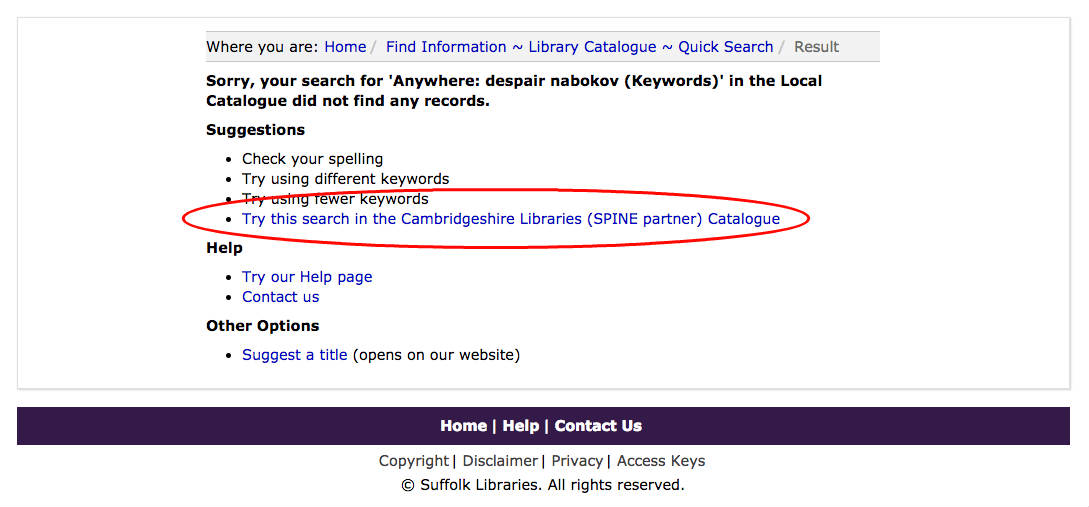 Where you are: Home / Find Information ~ Library Catalogue ~ Quick Search / Result
Sorry, your search for 'Anywhere: despair nabokov (Keywords)' in the Local
Catalogue did not find any records.
Suggestions
• Check your spelling
• Try using different keywords
• Try using fewer keywords
• Try this search in the Cambridgeshire Libraries (SPINE partner) Catalogue
Help
• Try our Help page
• Contact us
Other Options
• Suggest a title (opens on our website)
Home | Help | Contact Us
Copyright | Disclaimer | Privacy | Access Keys
© Suffolk Libraries. All rights reserved.